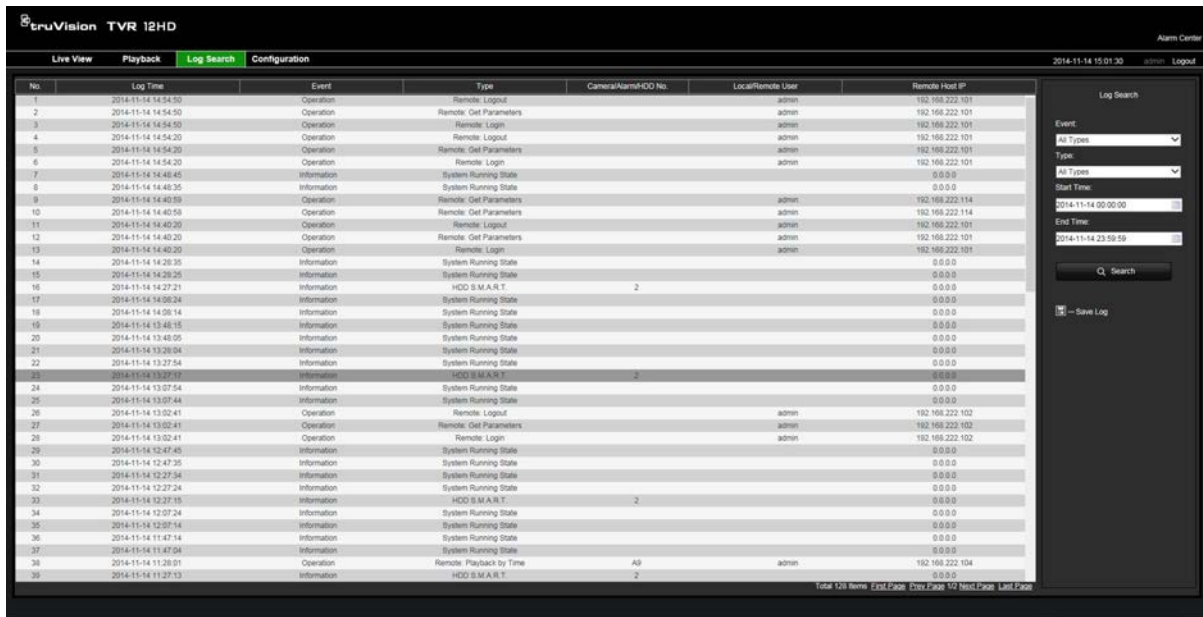 truVision TVR 12HD
Alarm Center
Live View Playback Log Search Configuration 2014-11-14 15:01:30 admin Logout
No. Log Time Event Type Camera/Alarm/HDD No. Local/Remote User Remote Host IP
1 2014-11-14 14:54:50 Operation Remote: Logout admin 192.168.222.101
2 2014-11-14 14:54:50 Operation Remote: Get Parameters admin 192.168.222.101
3 2014-11-14 14:54:50 Operation Remote: Login admin 192.168.222.101
4 2014-11-14 14:54:20 Operation Remote: Logout admin 192.168.222.101
5 2014-11-14 14:54:20 Operation Remote: Get Parameters admin 192.168.222.101
6 2014-11-14 14:54:20 Operation Remote: Login admin 192.168.222.101
7 2014-11-14 14:48:45 Information System Running State 0.0.0.0
8 2014-11-14 14:48:35 Information System Running State 0.0.0.0
9 2014-11-14 14:40:59 Operation Remote: Get Parameters admin 192.168.222.114
10 2014-11-14 14:40:58 Operation Remote: Get Parameters admin 192.168.222.114
11 2014-11-14 14:40:20 Operation Remote: Logout admin 192.168.222.101
12 2014-11-14 14:40:20 Operation Remote: Get Parameters admin 192.168.222.101
13 2014-11-14 14:40:20 Operation Remote: Login admin 192.168.222.101
14 2014-11-14 14:28:35 Information System Running State 0.0.0.0
15 2014-11-14 14:28:25 Information System Running State 0.0.0.0
16 2014-11-14 14:27:21 Information HDD S.M.A.R.T. 2 0.0.0.0
17 2014-11-14 14:08:24 Information System Running State 0.0.0.0
18 2014-11-14 14:08:14 Information System Running State 0.0.0.0
19 2014-11-14 13:48:15 Information System Running State 0.0.0.0
20 2014-11-14 13:48:05 Information System Running State 0.0.0.0
21 2014-11-14 13:28:04 Information System Running State 0.0.0.0
22 2014-11-14 13:27:54 Information System Running State 0.0.0.0
23 2014-11-14 13:27:17 Information HDD S.M.A.R.T. 2 0.0.0.0
24 2014-11-14 13:07:54 Information System Running State 0.0.0.0
25 2014-11-14 13:07:44 Information System Running State 0.0.0.0
26 2014-11-14 13:02:41 Operation Remote: Logout admin 192.168.222.102
27 2014-11-14 13:02:41 Operation Remote: Get Parameters admin 192.168.222.102
28 2014-11-14 13:02:41 Operation Remote: Login admin 192.168.222.102
29 2014-11-14 12:47:45 Information System Running State 0.0.0.0
30 2014-11-14 12:47:35 Information System Running State 0.0.0.0
31 2014-11-14 12:27:34 Information System Running State 0.0.0.0
32 2014-11-14 12:27:24 Information System Running State 0.0.0.0
33 2014-11-14 12:27:15 Information HDD S.M.A.R.T. 2 0.0.0.0
34 2014-11-14 12:07:24 Information System Running State 0.0.0.0
35 2014-11-14 12:07:14 Information System Running State 0.0.0.0
36 2014-11-14 11:47:14 Information System Running State 0.0.0.0
37 2014-11-14 11:47:04 Information System Running State 0.0.0.0
38 2014-11-14 11:28:01 Operation Remote: Playback by Time A9 admin 192.168.222.104
39 2014-11-14 11:27:13 Information HDD S.M.A.R.T. 2 0.0.0.0
Total 128 Items First Page Prev Page 1/2 Next Page Last Page
Log Search
Event:
All Types
Type:
All Types
Start Time:
2014-11-14 00:00:00
End Time:
2014-11-14 23:59:59
Search
-- Save Log